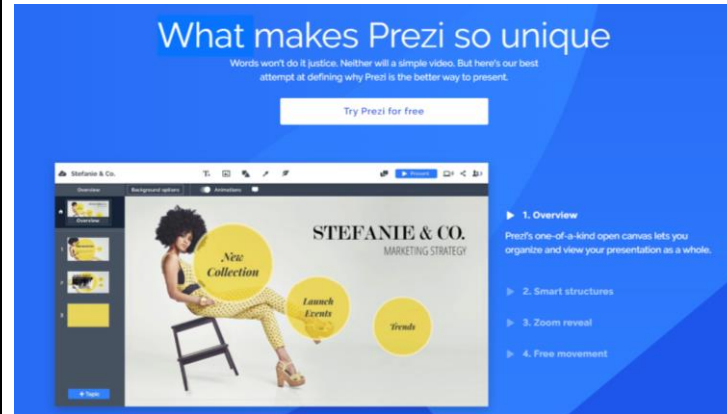 What makes Prezi so unique
Words won't do it justice. Neither will a simple video. But here's our best
attempt at defining why Prezi is the better way to present.
Try Prezi for free
Stefanie & Co.
Present
Overview
Background options
Animations
Overview
1
2
3
+ Topic
New
Collection
Launch
Events
Trends
STEFANIE & CO.
MARKETING STRATEGY
1. Overview
Prezi's one-of-a-kind open canvas lets you
organize and view your presentation as a whole.
2. Smart structures
3. Zoom reveal
4. Free movement